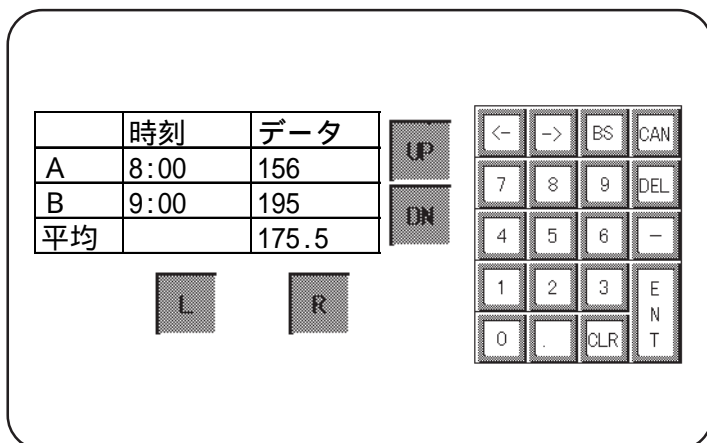 時刻 データ
A 8:00 156
B 9:00 195
平均 175.5
UP
DN
L R
<- -> BS CAN
7 8 9 DEL
4 5 6 -
1 2 3 ENT
0 . CLR